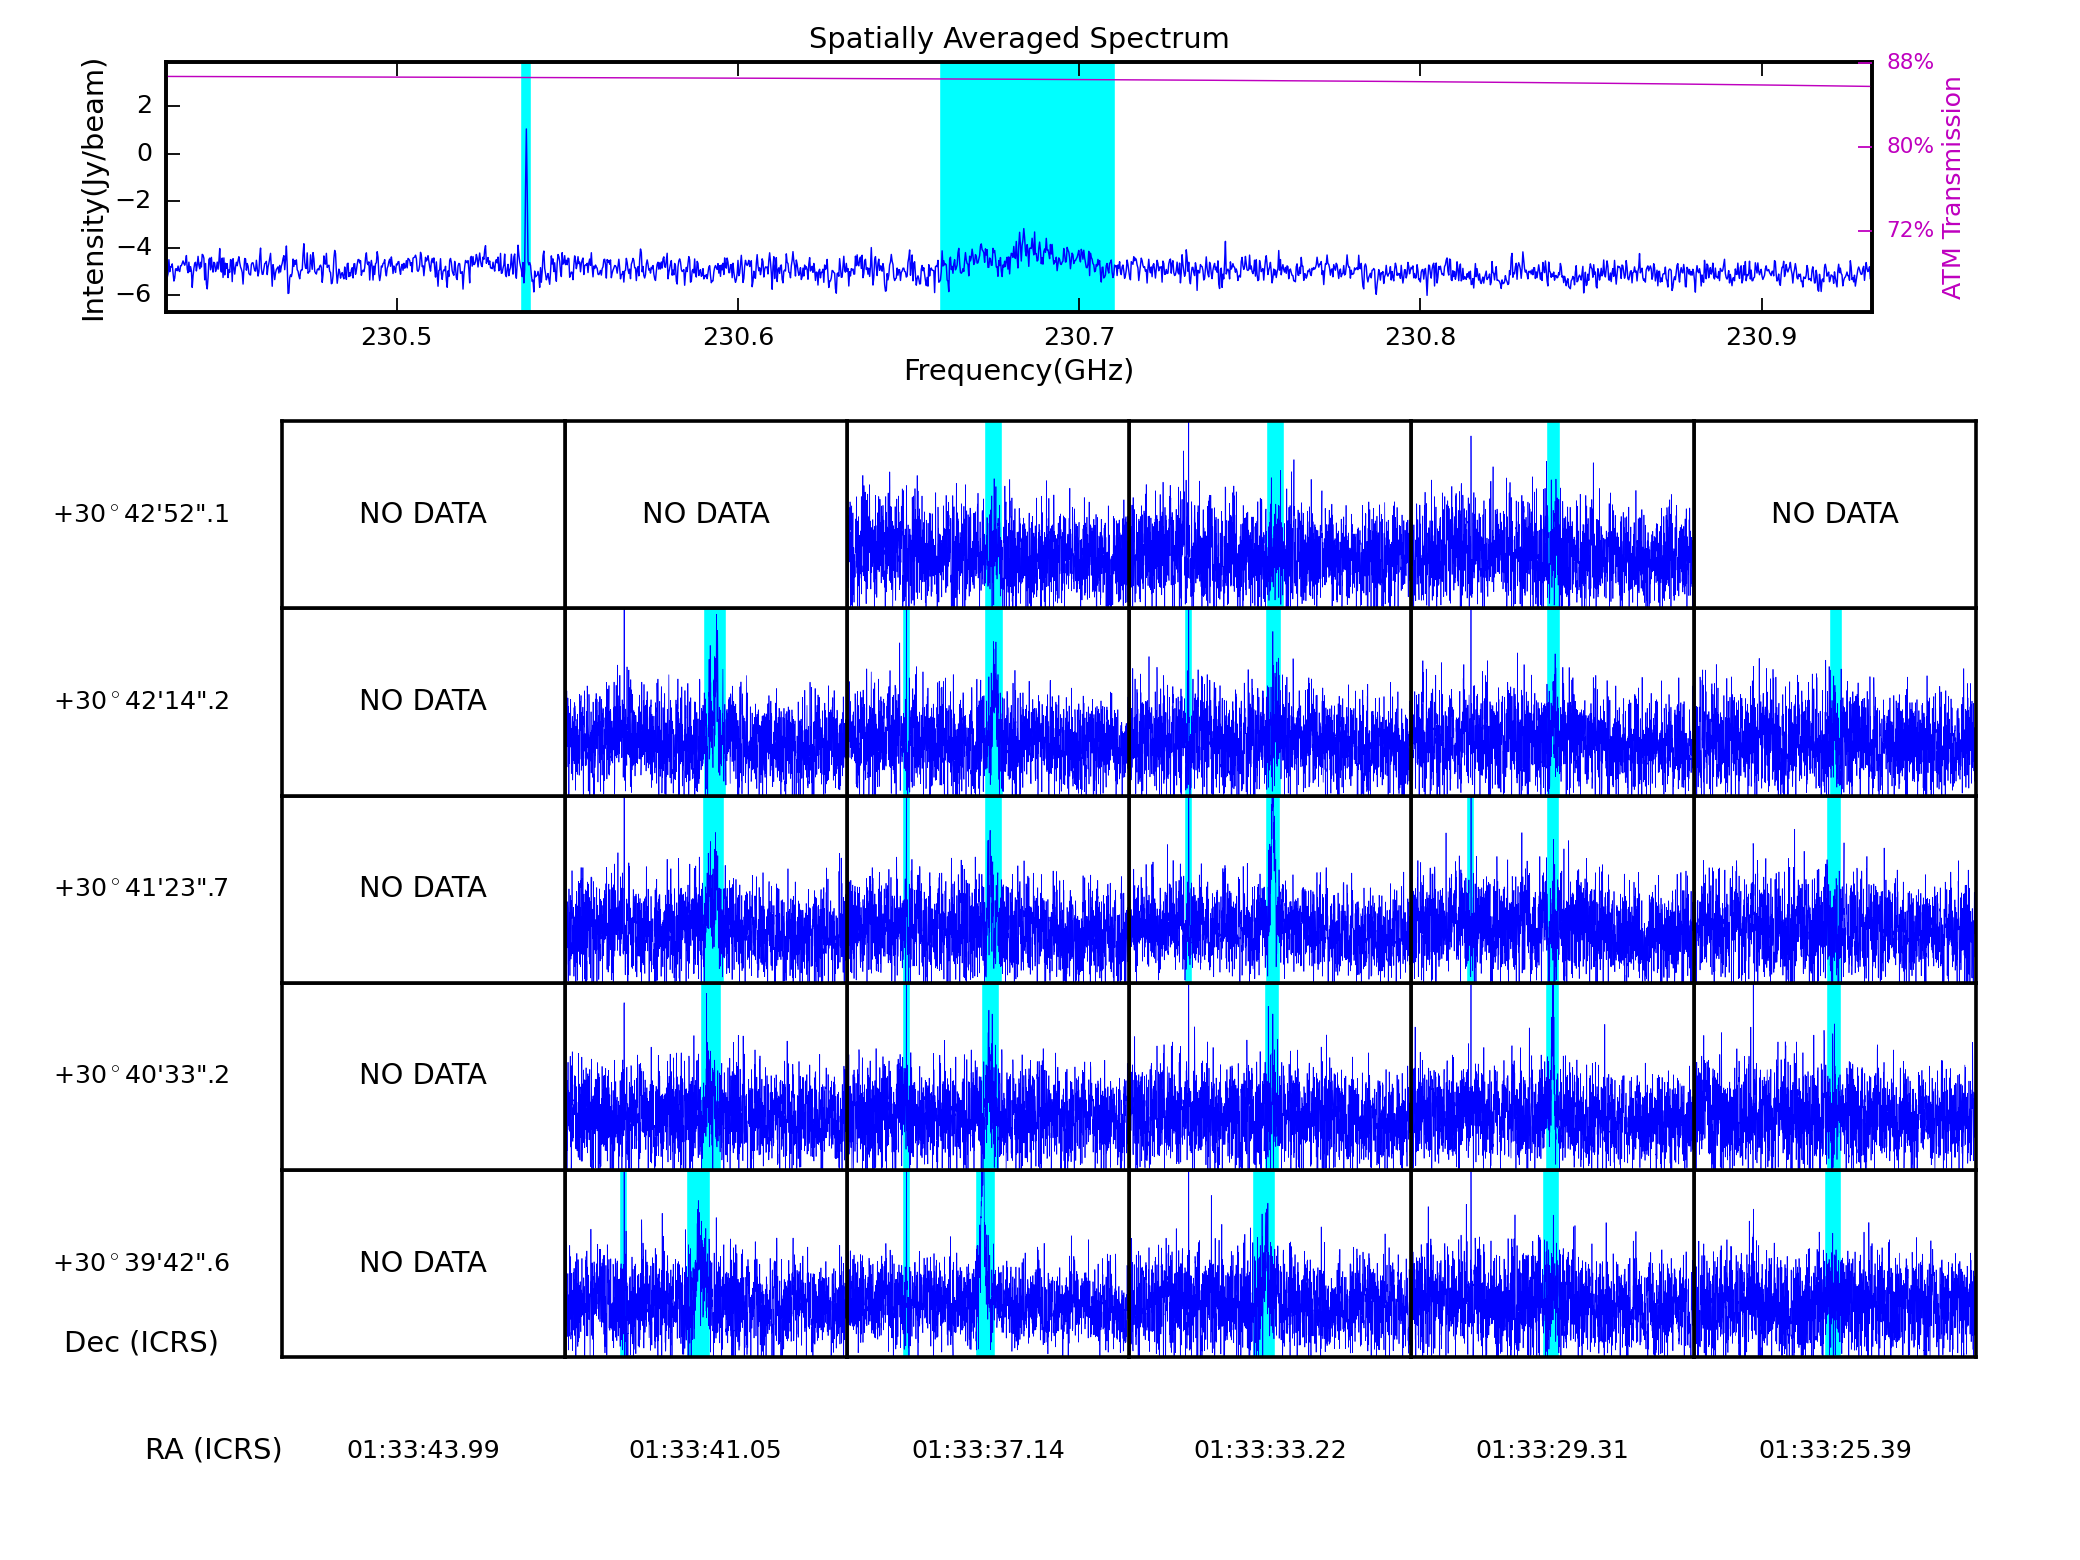 Spatially Averaged Spectrum
Intensity(Jy/beam)
2
0
−2
−4
−6
88%
80%
72%
ATM Transmission
230.5 230.6 230.7 230.8 230.9
Frequency(GHz)
+30°42'52".1 NO DATA NO DATA NO DATA
+30°42'14".2 NO DATA
+30°41'23".7 NO DATA
+30°40'33".2 NO DATA
+30°39'42".6 NO DATA
Dec (ICRS)
RA (ICRS) 01:33:43.99 01:33:41.05 01:33:37.14 01:33:33.22 01:33:29.31 01:33:25.39